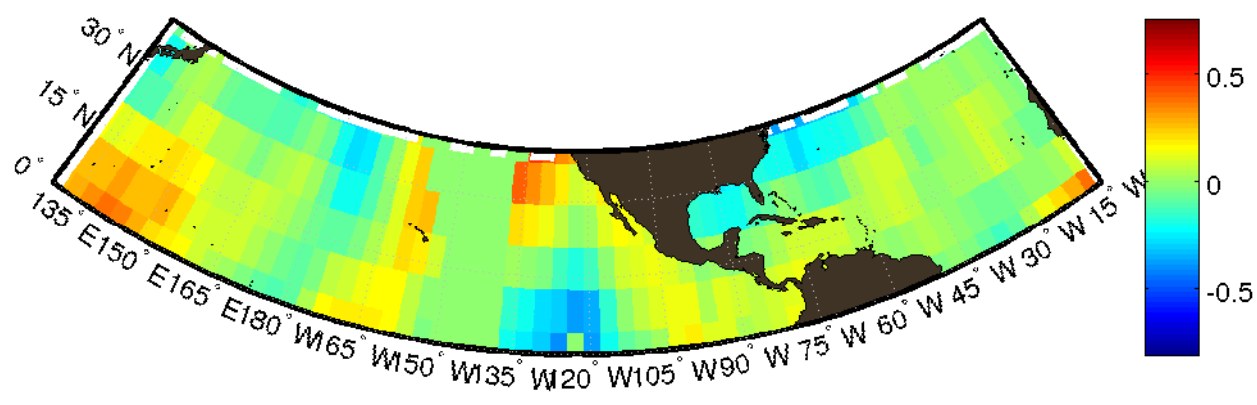 30° N
15° N
0°
135° E
150° E
165° E
180° W
165° W
150° W
135° W
120° W
105° W
90° W
75° W
60° W
45° W
30° W
15° W
0.5
0
-0.5